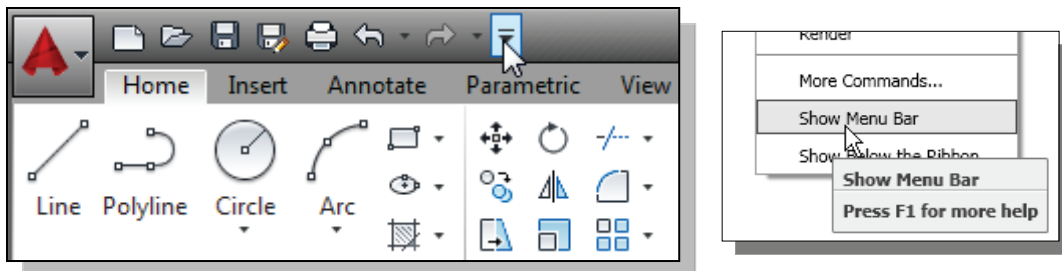 Home Insert Annotate Parametric View
Line Polyline Circle Arc
Render
More Commands...
Show Menu Bar
Show Below the Ribbon
Show Menu Bar
Press F1 for more help